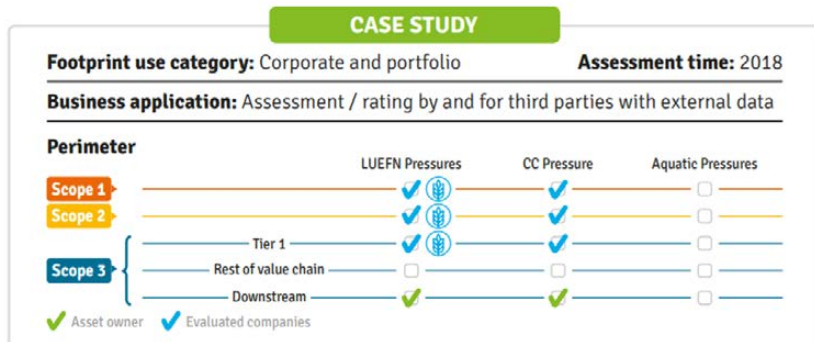 CASE STUDY
Footprint use category: Corporate and portfolio Assessment time: 2018
Business application: Assessment / rating by and for third parties with external data
Perimeter
LUEFN Pressures CC Pressure Aquatic Pressures
Scope 1
Scope 2
Tier 1
Scope 3 Rest of value chain
Downstream
Asset owner Evaluated companies